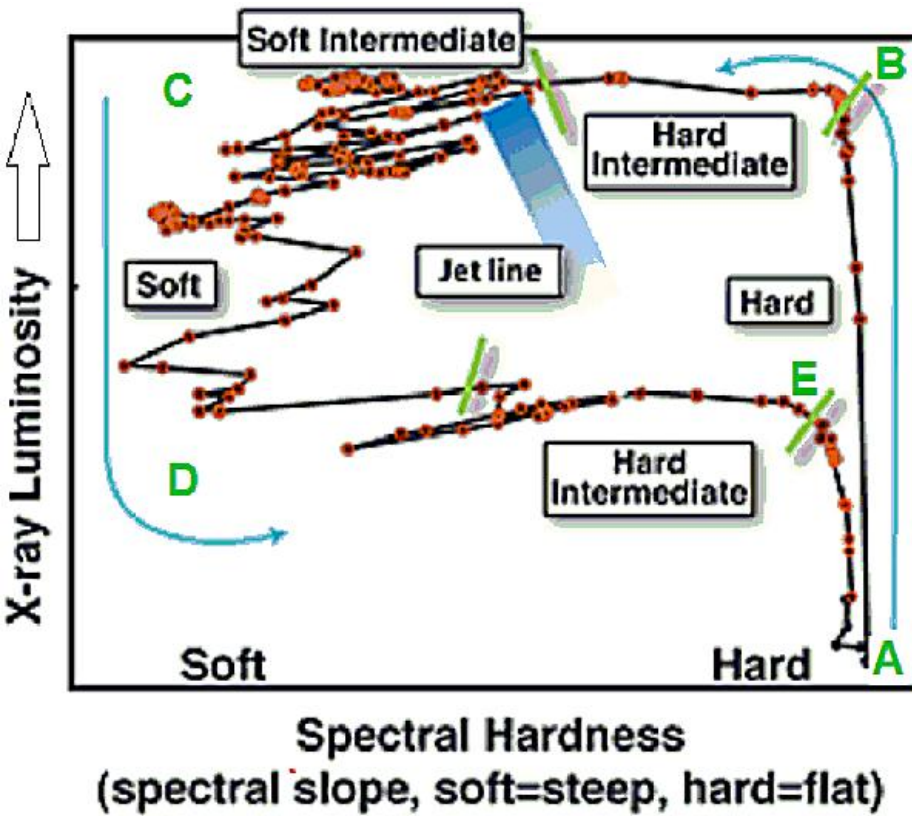 Soft Intermediate
C
B
Hard
Intermediate
Jet line
Soft
Hard
E
D
Hard
Intermediate
A
Soft
Hard
X-ray Luminosity
Spectral Hardness
(spectral slope, soft=steep, hard=flat)